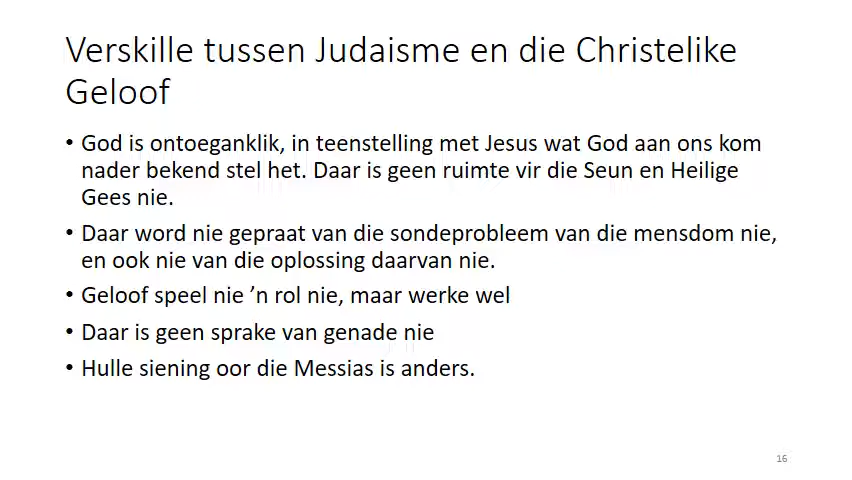 Verskille tussen Judaisme en die Christelike
Geloof
• God is ontoeganklik, in teenstelling met Jesus wat God aan ons kom
nader bekend stel het. Daar is geen ruimte vir die Seun en Heilige
Gees nie.
• Daar word nie gepraat van die sondeprobleem van die mensdom nie,
en ook nie van die oplossing daarvan nie.
• Geloof speel nie ’n rol nie, maar werke wel
• Daar is geen sprake van genade nie
• Hulle siening oor die Messias is anders.
16